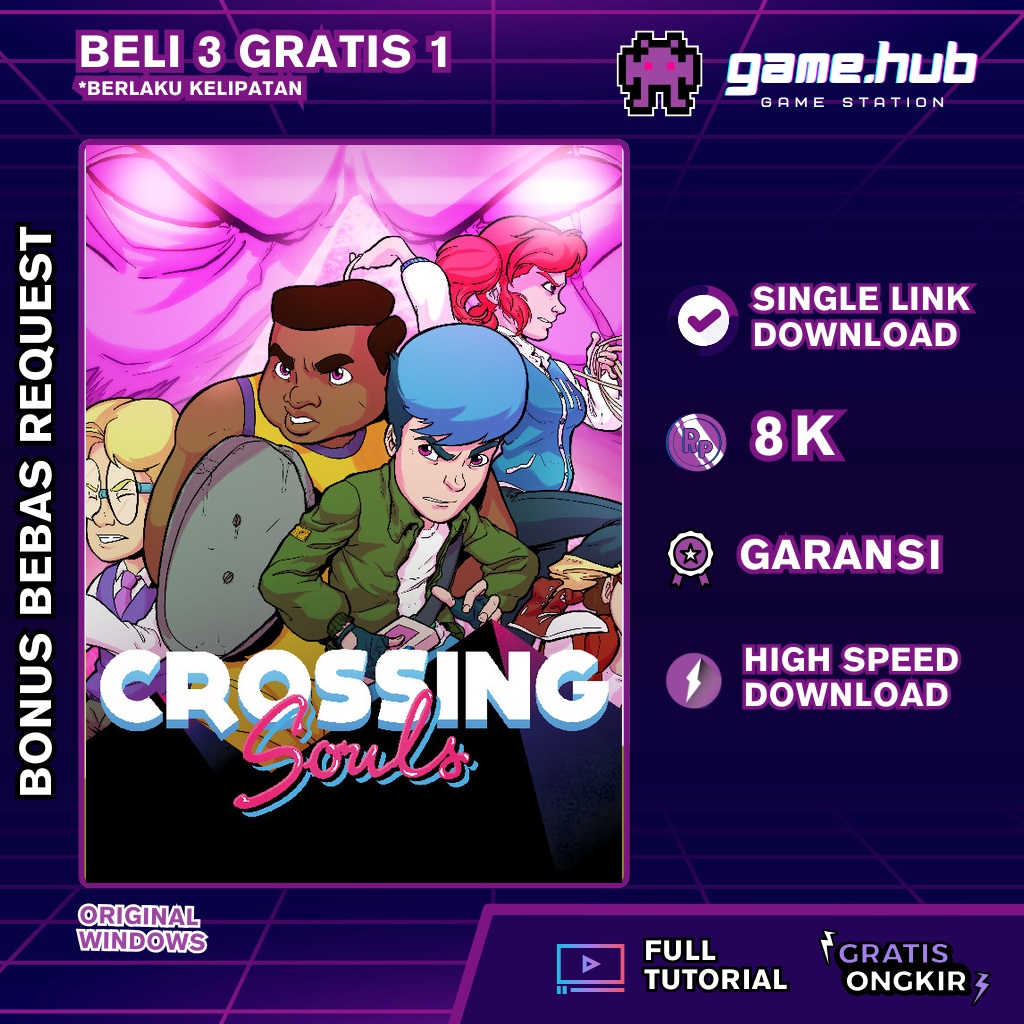 BELI 3 GRATIS 1
*BERLAKU KELIPATAN
game.hub
GAME STATION
BONUS BEBAS REQUEST
CROSSING
Souls
SINGLE LINK
DOWNLOAD
Rp
8K
GARANSI
HIGH SPEED
DOWNLOAD
ORIGINAL
WINDOWS
FULL
TUTORIAL
GRATIS
ONGKIR